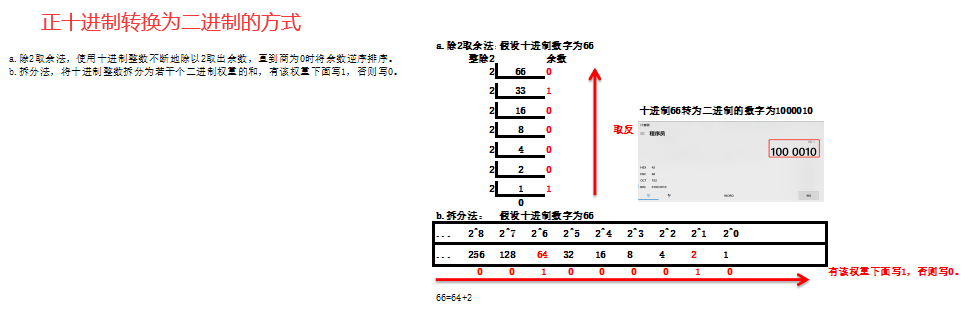 正十进制转换为二进制的方式
a.除2取余法，使用十进制整数不断地除以2取出余数，直到商为0时将余数逆序排序。
b.拆分法，将十进制整数拆分为若干个二进制权重的和，有该权重下面写1，否则写0。
a.除2取余法:假设十进制数字为66
整除2 余数
2 66 0
2 33 1
2 16 0
2 8 0
2 4 0
2 2 0
2 1 1
0
取反
十进制66转为二进制的数字为1000010
程序员
100 0010
HEX 42
DEC 66
OCT 102
b.拆分法： 假设十进制数字为66
... 2^8 2^7 2^6 2^5 2^4 2^3 2^2 2^1 2^0
... 256 128 64 32 16 8 4 2 1
0 0 1 0 0 0 0 1 0
有该权重下面写1，否则写0。
66=64+2